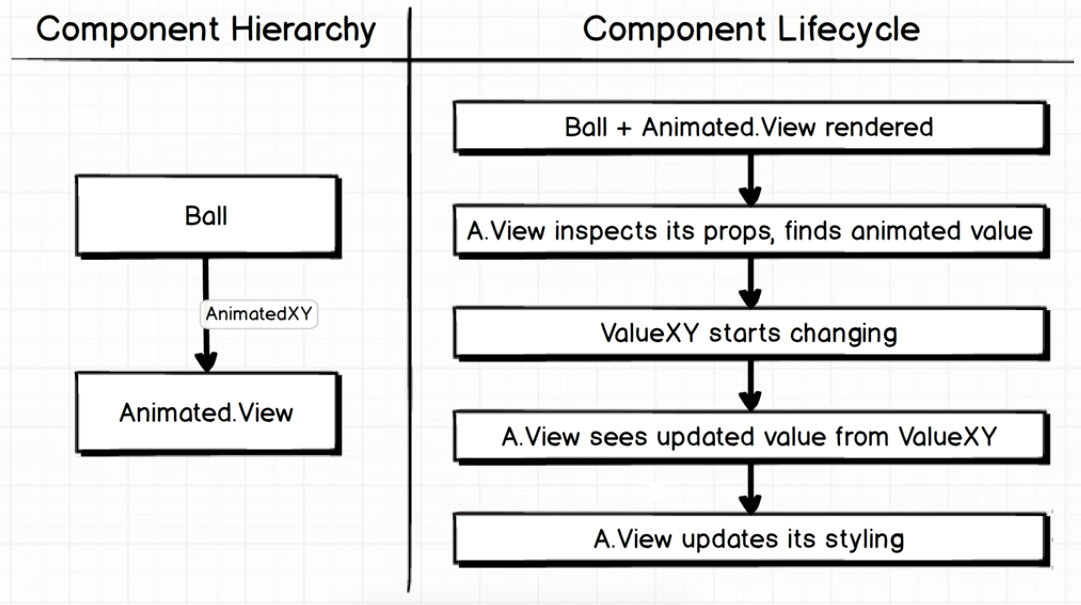 Component Hierarchy
Component Lifecycle
Ball
AnimatedXY
Animated.View
Ball + Animated.View rendered
A.View inspects its props, finds animated value
ValueXY starts changing
A.View sees updated value from ValueXY
A.View updates its styling